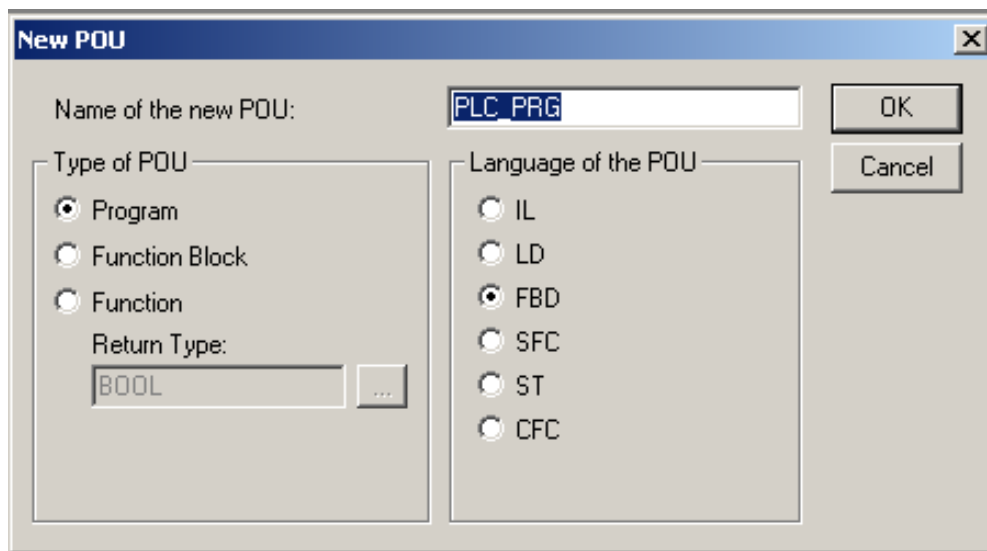 New POU
Name of the new POU:
PLC_PRG
OK
Cancel
Type of POU
Program
Function Block
Function
Return Type:
BOOL
...
Language of the POU
IL
LD
FBD
SFC
ST
CFC